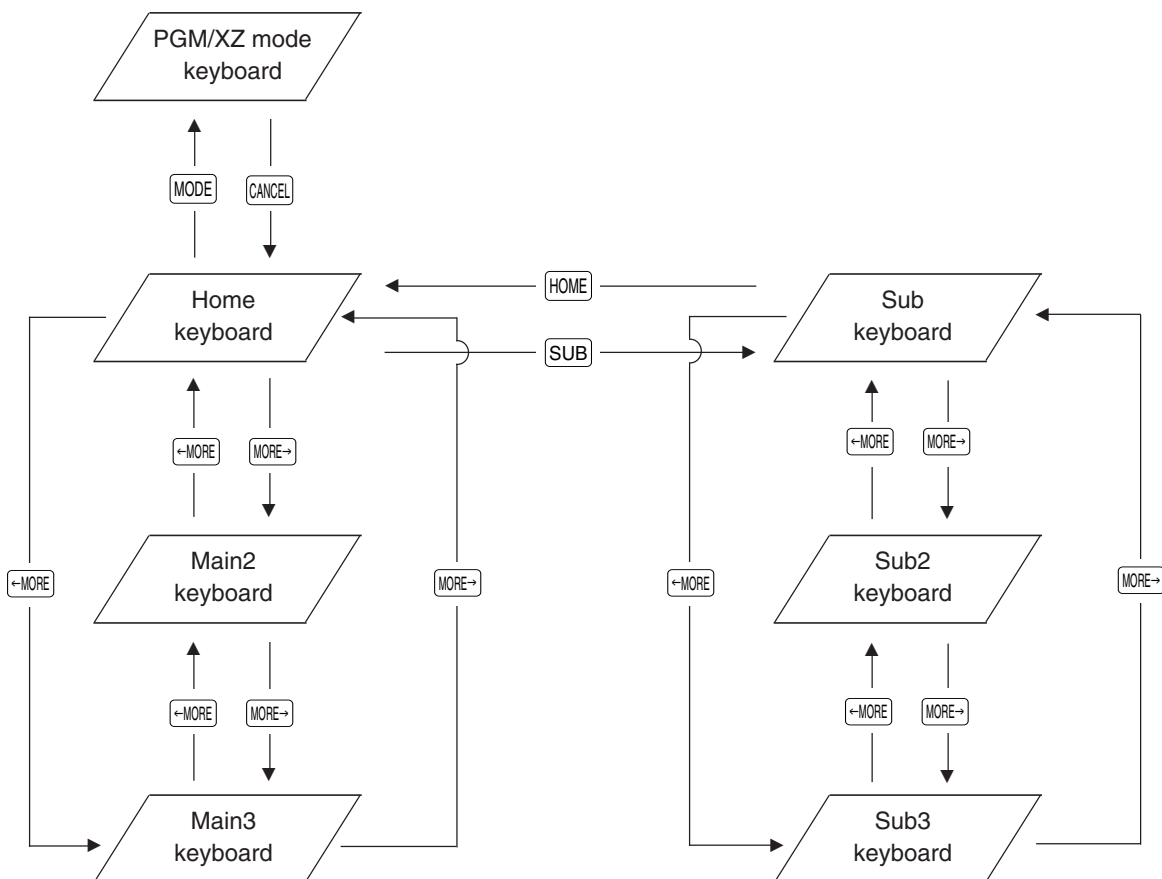 PGM/XZ mode
keyboard
MODE
CANCEL
Home
keyboard
HOME
SUB
Sub
keyboard
←MORE
MORE→
←MORE
MORE→
←MORE
Main2
keyboard
MORE→
←MORE
Sub2
keyboard
MORE→
←MORE
MORE→
←MORE
MORE→
Main3
keyboard
Sub3
keyboard